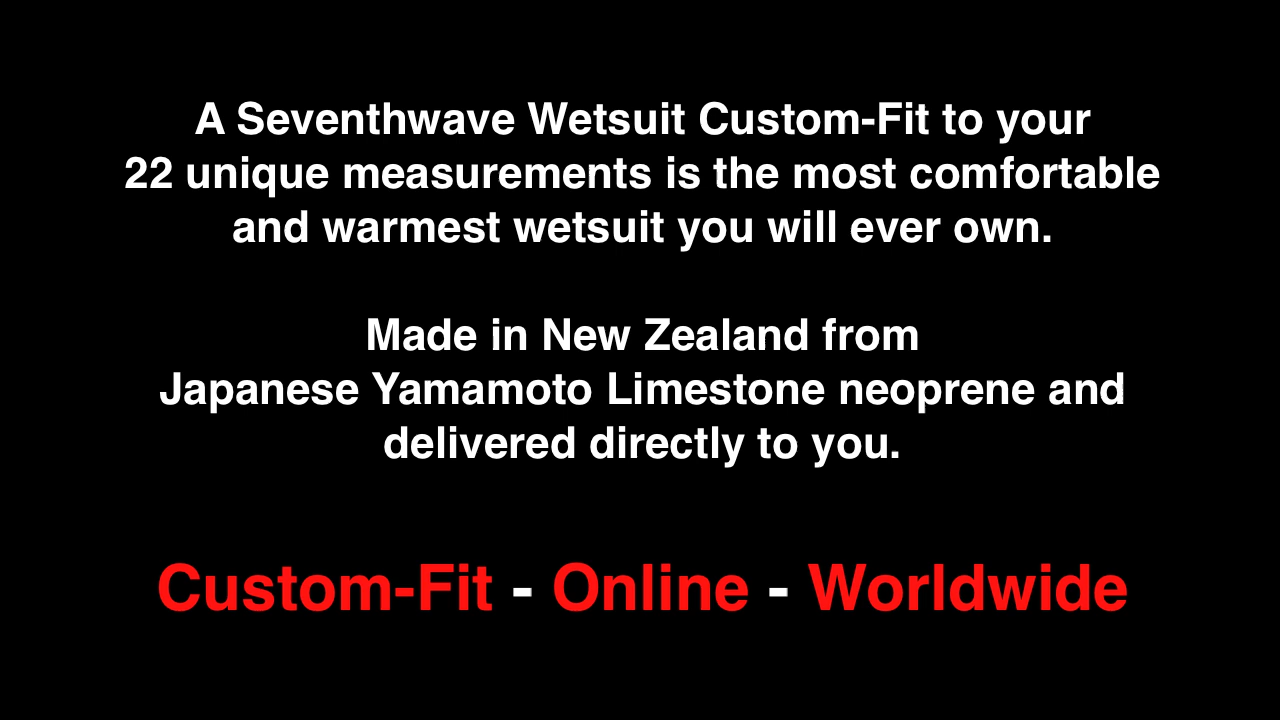 A Seventhwave Wetsuit Custom-Fit to your
22 unique measurements is the most comfortable
and warmest wetsuit you will ever own.
Made in New Zealand from
Japanese Yamamoto Limestone neoprene and
delivered directly to you.
Custom-Fit - Online - Worldwide